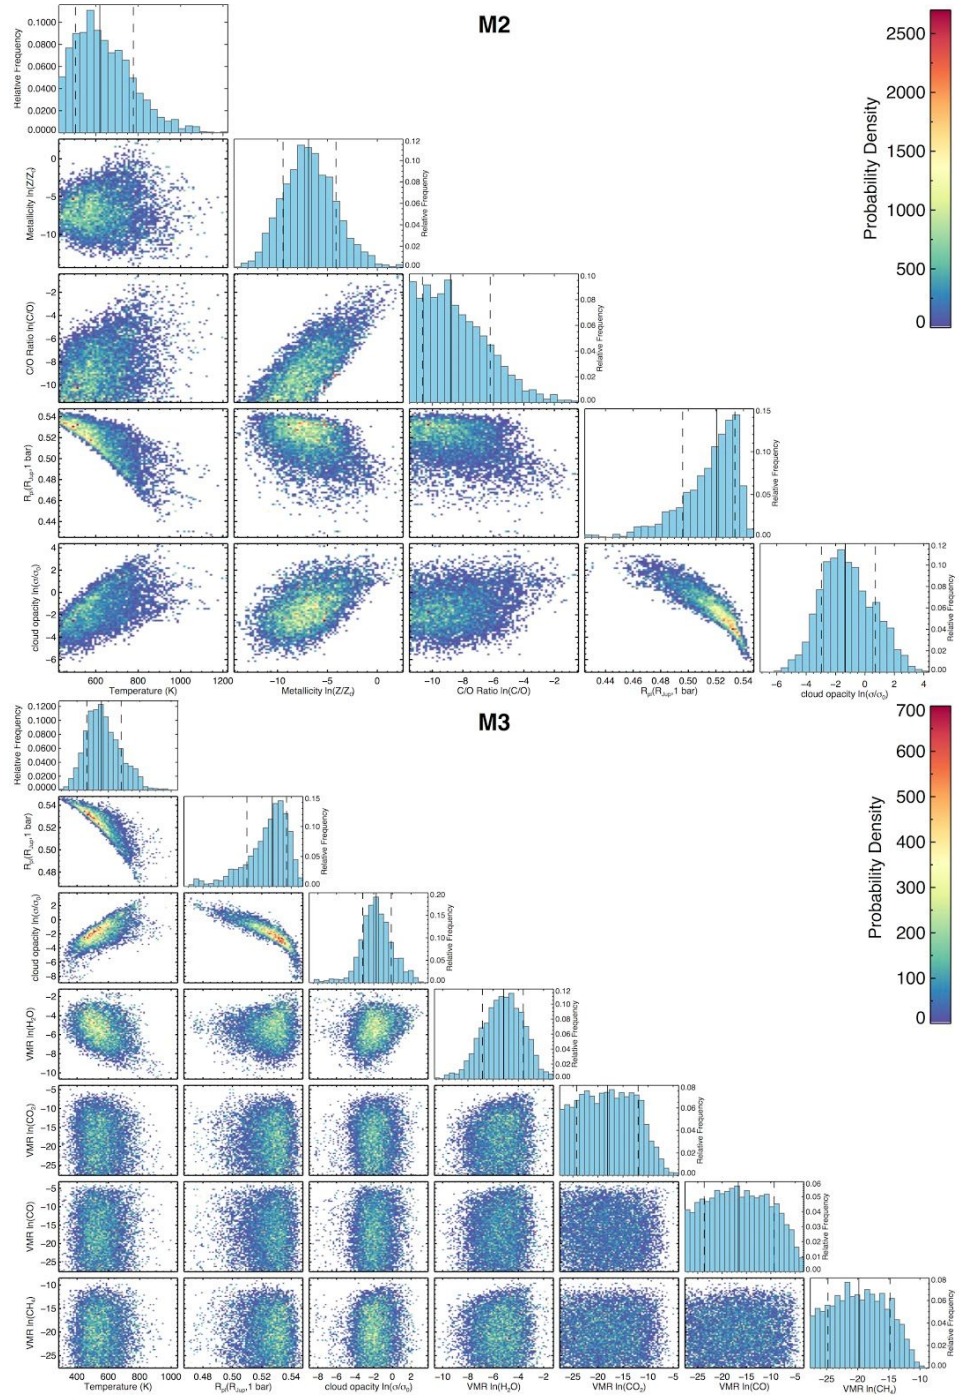 M2
Relative Frequency
0.1000
0.0800
0.0600
0.0400
0.0200
0.0000
Probability Density
2500
2000
1500
1000
500
0
Metallicity ln(Z/Z
0
−5
−10
0.12
0.10
0.08
0.06
0.04
0.02
0.00
Relative Frequency
C/O Ratio ln(C/O)
−2
−4
−6
−8
−10
0.10
0.08
0.06
0.04
0.02
0.00
Relative Frequency
Rpl(RJup,1 bar)
0.54
0.52
0.50
0.48
0.46
0.44
0.15
0.10
0.05
0.00
Relative Frequency
cloud opacity ln(σ/σ0)
4
2
0
−2
−4
−6
0.12
0.10
0.08
0.06
0.04
0.02
0.00
Relative Frequency
600 800 1000 1200
Temperature (K)
−10 −5 0
Metallicity ln(Z/Z
−10 −8 −6 −4 −2
C/O Ratio ln(C/O)
0.44 0.46 0.48 0.50 0.52 0.54
Rpl(RJup,1 bar)
−6 −4 −2 0 2 4
cloud opacity ln(σ/σ0)
M3
Relative Frequency
0.1200
0.1000
0.0800
0.0600
0.0400
0.0200
0.0000
Probability Density
700
600
500
400
300
200
100
0
Rpl(RJup,1 bar)
0.54
0.52
0.50
0.48
0.15
0.10
0.05
0.00
Relative Frequency
cloud opacity ln(σ/σ0)
2
0
−2
−4
−6
−8
0.20
0.15
0.10
0.05
0.00
Relative Frequency
VMR ln(H2O)
−2
−4
−6
−8
−10
0.12
0.10
0.08
0.06
0.04
0.02
0.00
Relative Frequency
VMR ln(CO2)
−5
−10
−15
−20
−25
0.08
0.06
0.04
0.02
0.00
Relative Frequency
VMR ln(CO)
−5
−10
−15
−20
−25
0.06
0.05
0.04
0.03
0.02
0.01
0.00
Relative Frequency
VMR ln(CH4)
−10
−15
−20
−25
0.08
0.06
0.04
0.02
0.00
Relative Frequency
400 600 800 1000
Temperature (K)
0.48 0.50 0.52 0.54
Rpl(RJup,1 bar)
−8 −6 −4 −2 0 2
cloud opacity ln(σ/σ0)
−10 −8 −6 −4 −2
VMR ln(H2O)
−25 −20 −15 −10 −5
VMR ln(CO2)
−25 −20 −15 −10 −5
VMR ln(CO)
−25 −20 −15 −10
VMR ln(CH4)